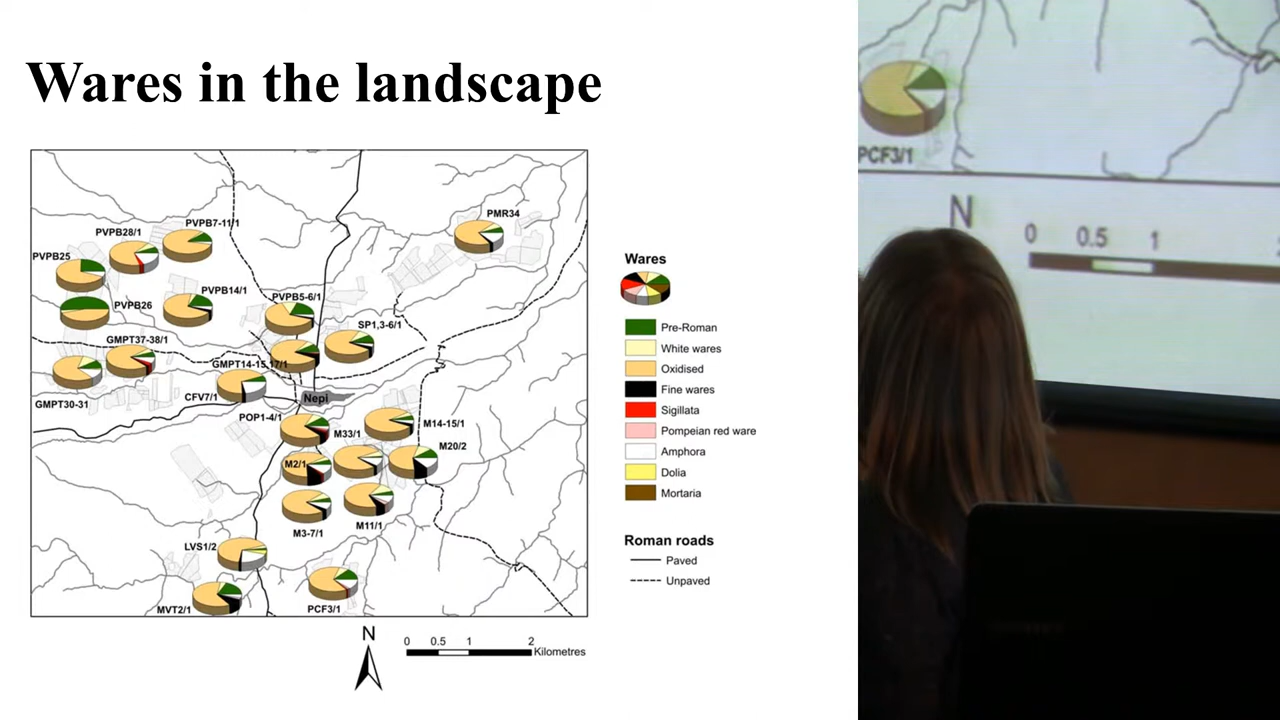 Wares in the landscape
PVPB7-11/1
PMR34
PVPB28/1
PVPB25
PVPB14/1
PVPB26
PVPB5-6/1
SP1,3-6/1
GMPT37-38/1
GMPT14-15,17/1
GMPT30-31
CFV7/1
Nepi
POP1-4/1
M33/1
M14-15/1
M20/2
M2/1
M11/1
M3-7/1
LVS1/2
MVT2/1
PCF3/1
N
0 0.5 1 2
Kilometres
Wares
Pre-Roman
White wares
Oxidised
Fine wares
Sigillata
Pompeian red ware
Amphora
Dolia
Mortaria
Roman roads
Paved
Unpaved
PCF3/1
N
0 0.5 1